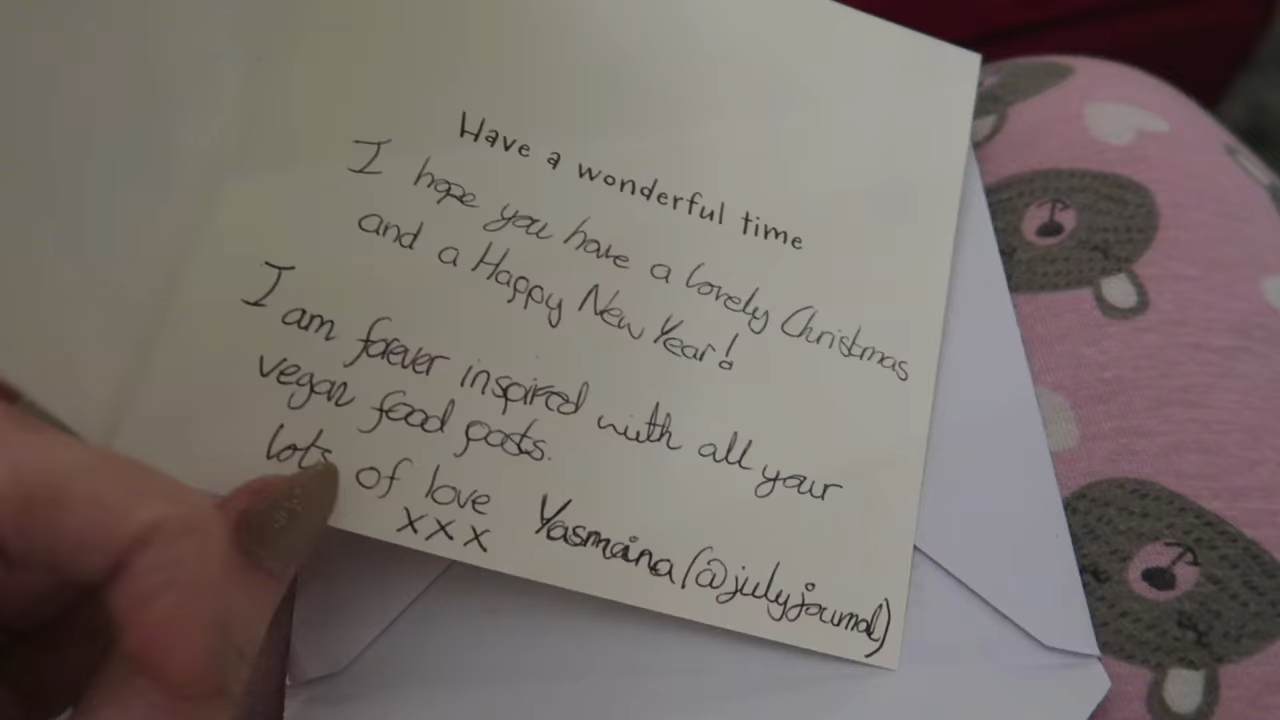 Have a wonderful time
I hope you have a lovely Christmas
and a Happy New Year!
I am forever inspired with all your
vegan food posts.
lots of love Yasmaina (@julyjournal)
xxx